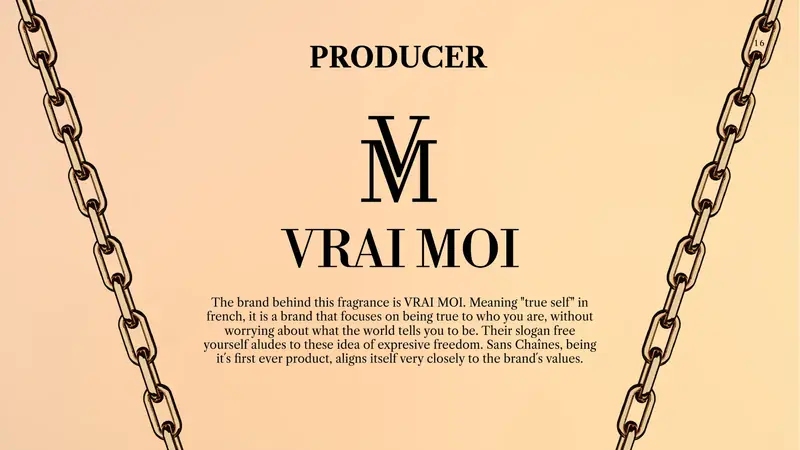 PRODUCER
16
VM
VRAI MOI
The brand behind this fragrance is VRAI MOI. Meaning "true self" in
french, it is a brand that focuses on being true to who you are, without
worrying about what the world tells you to be. Their slogan free
yourself aludes to these idea of expresive freedom. Sans Chaînes, being
it's first ever product, aligns itself very closely to the brand's values.